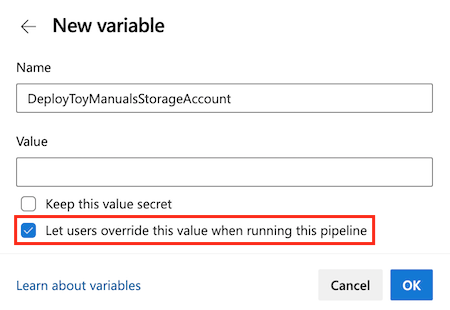 New variable
Name
DeployToyManualsStorageAccount
Value
Keep this value secret
Let users override this value when running this pipeline
Learn about variables
Cancel
OK